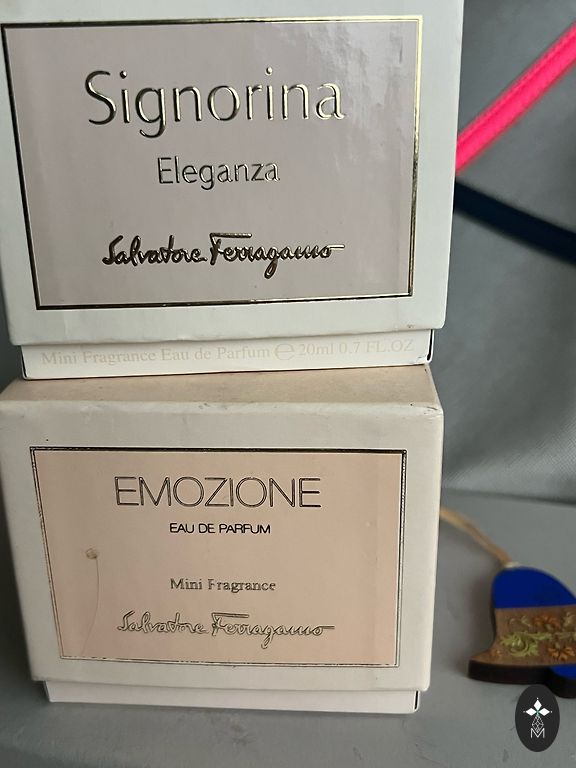 Signorina
Eleganza
Salvatore Ferragamo
Mini Fragrance Eau de Parfum ℮ 20ml 0.7 FL.OZ
EMOZIONE
EAU DE PARFUM
Mini Fragrance
Salvatore Ferragamo
M